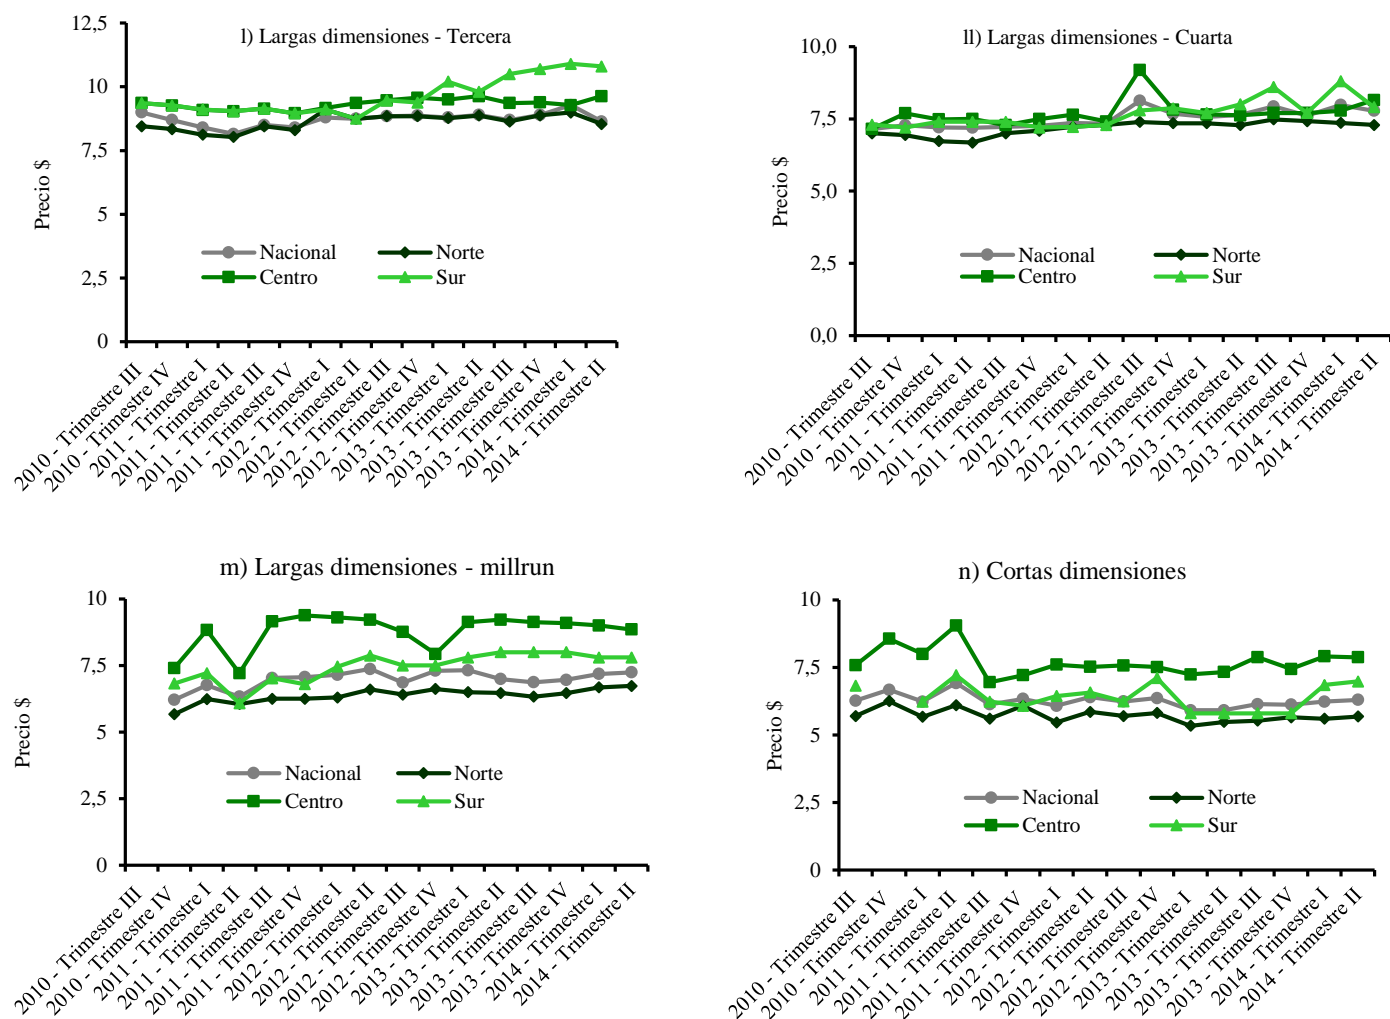 l) Largas dimensiones - Tercera
12,5
10
7,5
5
2,5
0
Precio $
Nacional
Norte
Centro
Sur
2010 - Trimestre III
2010 - Trimestre IV
2011 - Trimestre I
2011 - Trimestre II
2011 - Trimestre III
2011 - Trimestre IV
2012 - Trimestre I
2012 - Trimestre II
2012 - Trimestre III
2012 - Trimestre IV
2013 - Trimestre I
2013 - Trimestre II
2013 - Trimestre III
2013 - Trimestre IV
2014 - Trimestre I
2014 - Trimestre II
ll) Largas dimensiones - Cuarta
10,0
7,5
5,0
2,5
0,0
Precio $
Nacional
Norte
Centro
Sur
2010 - Trimestre III
2010 - Trimestre IV
2011 - Trimestre I
2011 - Trimestre II
2011 - Trimestre III
2011 - Trimestre IV
2012 - Trimestre I
2012 - Trimestre II
2012 - Trimestre III
2012 - Trimestre IV
2013 - Trimestre I
2013 - Trimestre II
2013 - Trimestre III
2013 - Trimestre IV
2014 - Trimestre I
2014 - Trimestre II
m) Largas dimensiones - millrun
10
7,5
5
2,5
0
Precio $
Nacional
Norte
Centro
Sur
2010 - Trimestre III
2010 - Trimestre IV
2011 - Trimestre I
2011 - Trimestre II
2011 - Trimestre III
2011 - Trimestre IV
2012 - Trimestre I
2012 - Trimestre II
2012 - Trimestre III
2012 - Trimestre IV
2013 - Trimestre I
2013 - Trimestre II
2013 - Trimestre III
2013 - Trimestre IV
2014 - Trimestre I
2014 - Trimestre II
n) Cortas dimensiones
10
7,5
5
2,5
0
Precio $
Nacional
Norte
Centro
Sur
2010 - Trimestre III
2010 - Trimestre IV
2011 - Trimestre I
2011 - Trimestre II
2011 - Trimestre III
2011 - Trimestre IV
2012 - Trimestre I
2012 - Trimestre II
2012 - Trimestre III
2012 - Trimestre IV
2013 - Trimestre I
2013 - Trimestre II
2013 - Trimestre III
2013 - Trimestre IV
2014 - Trimestre I
2014 - Trimestre II